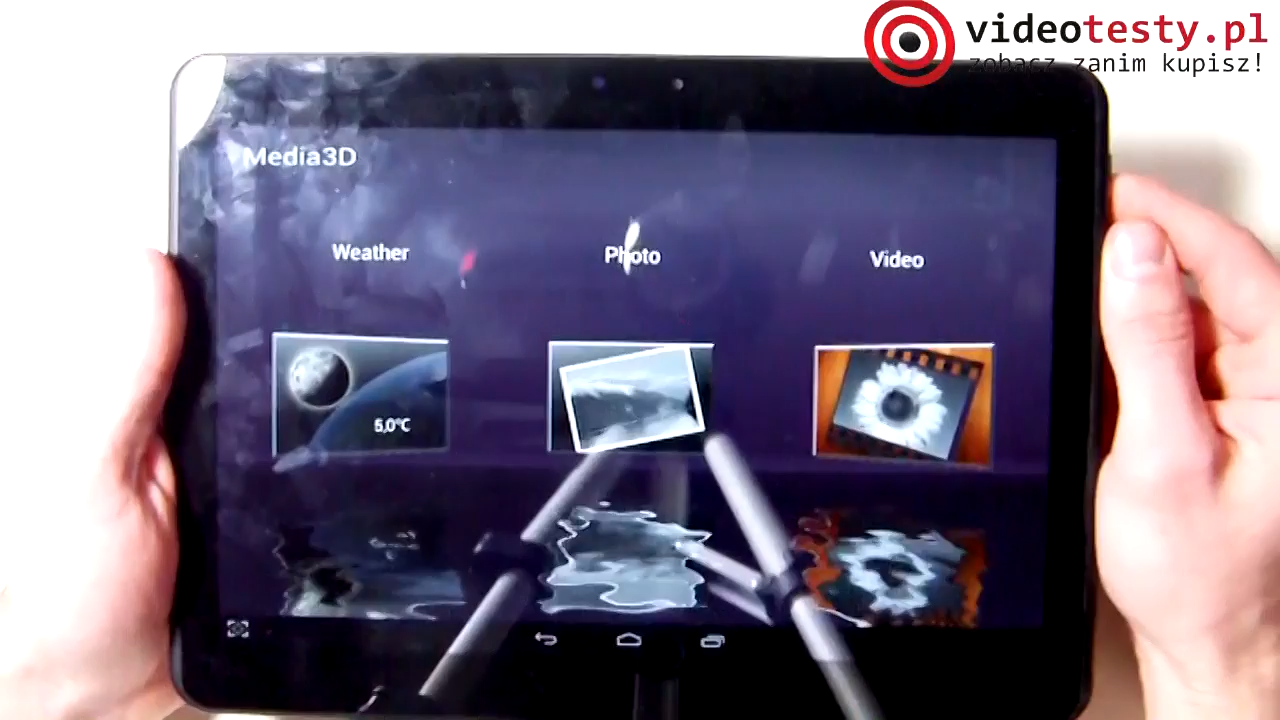 videotesty.pl
zobacz zanim kupisz!
Media3D
Weather
Photo
Video
5,0°C